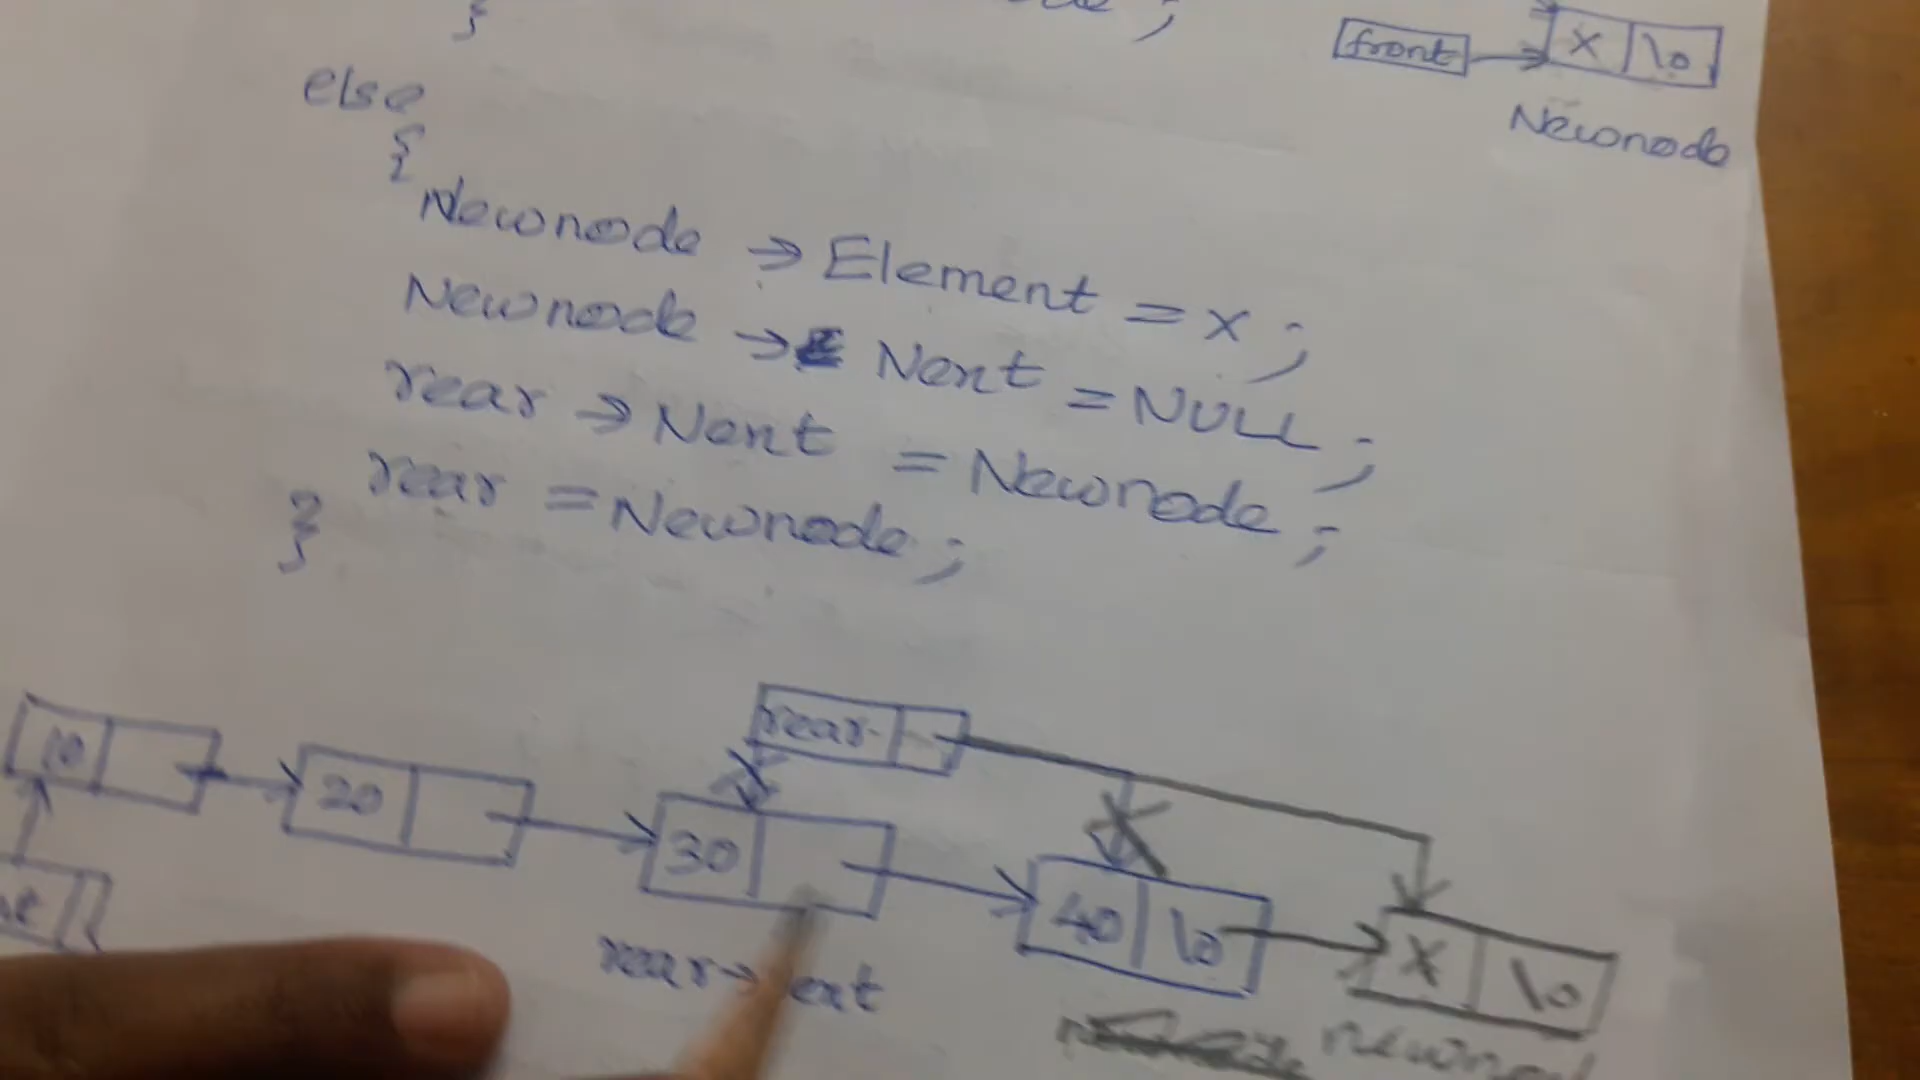 }
;
front
x \0
Newnode
else
{
Newnode → Element = x ;
Newnode → Next = NULL ;
rear → Next = Newnode ;
rear = Newnode ;
}
rear
10
20
30
40 \0
x \0
rear→